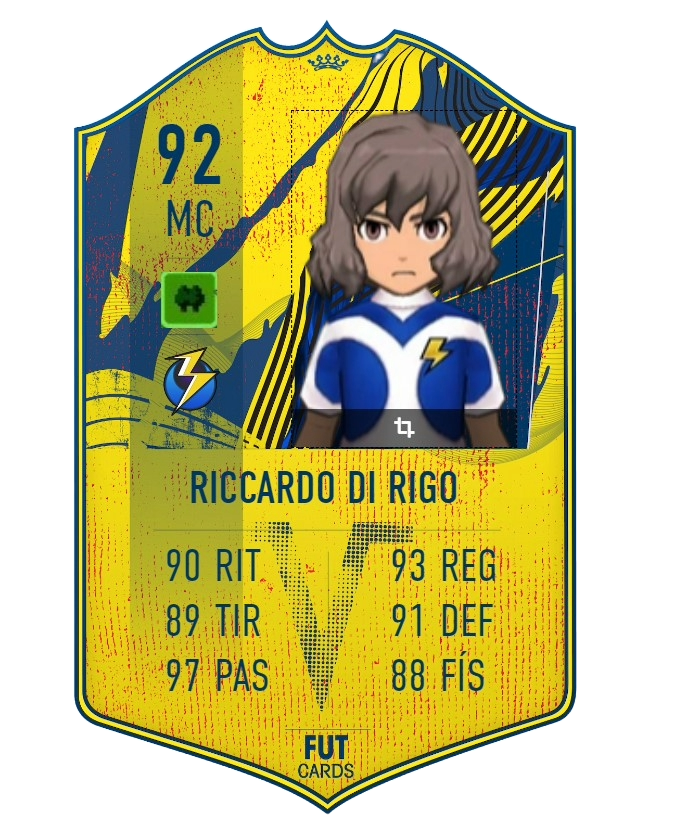 92
MC
RICCARDO DI RIGO
90 RIT
93 REG
89 TIR
91 DEF
97 PAS
88 FÍS
FUT
CARDS